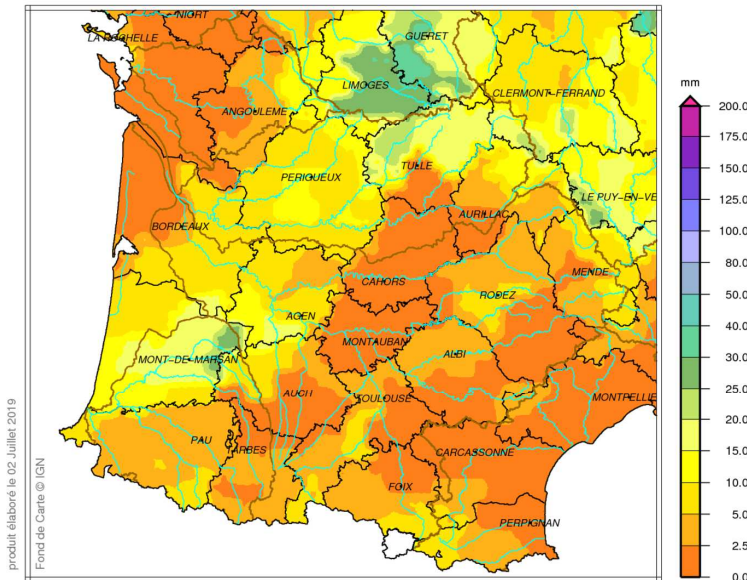 NIORT
LA ROCHELLE
GUERET
LIMOGES
CLERMONT-FERRAND
ANGOULEME
TULLE
PERIGUEUX
LE PUY-EN-VE
AURILLAC
BORDEAUX
CAHORS
MENDE
RODEZ
AGEN
MONTAUBAN
ALBI
MONT-DE-MARSAN
AUCH
TOULOUSE
MONTPELLIE
PAU
TARBES
CARCASSONNE
FOIX
PERPIGNAN
mm
200.0
175.0
150.0
125.0
100.0
50.0
40.0
30.0
25.0
20.0
15.0
10.0
5.0
2.5
0.0
produit élaboré le 02 Juillet 2019
Fond de Carte © IGN